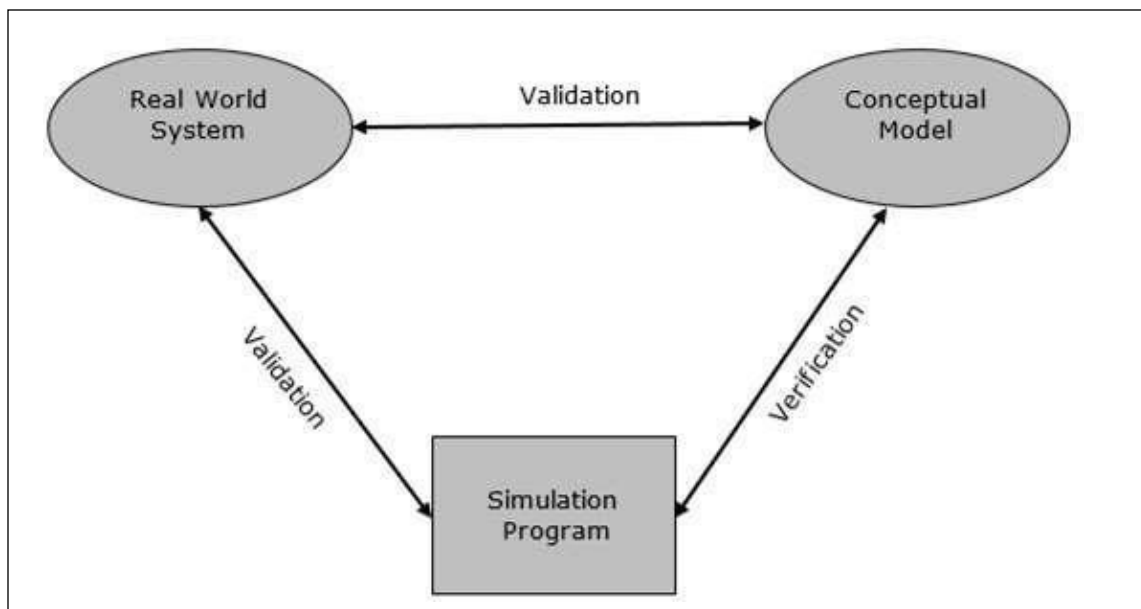 Real World
System
Validation
Conceptual
Model
Validation
Verification
Simulation
Program